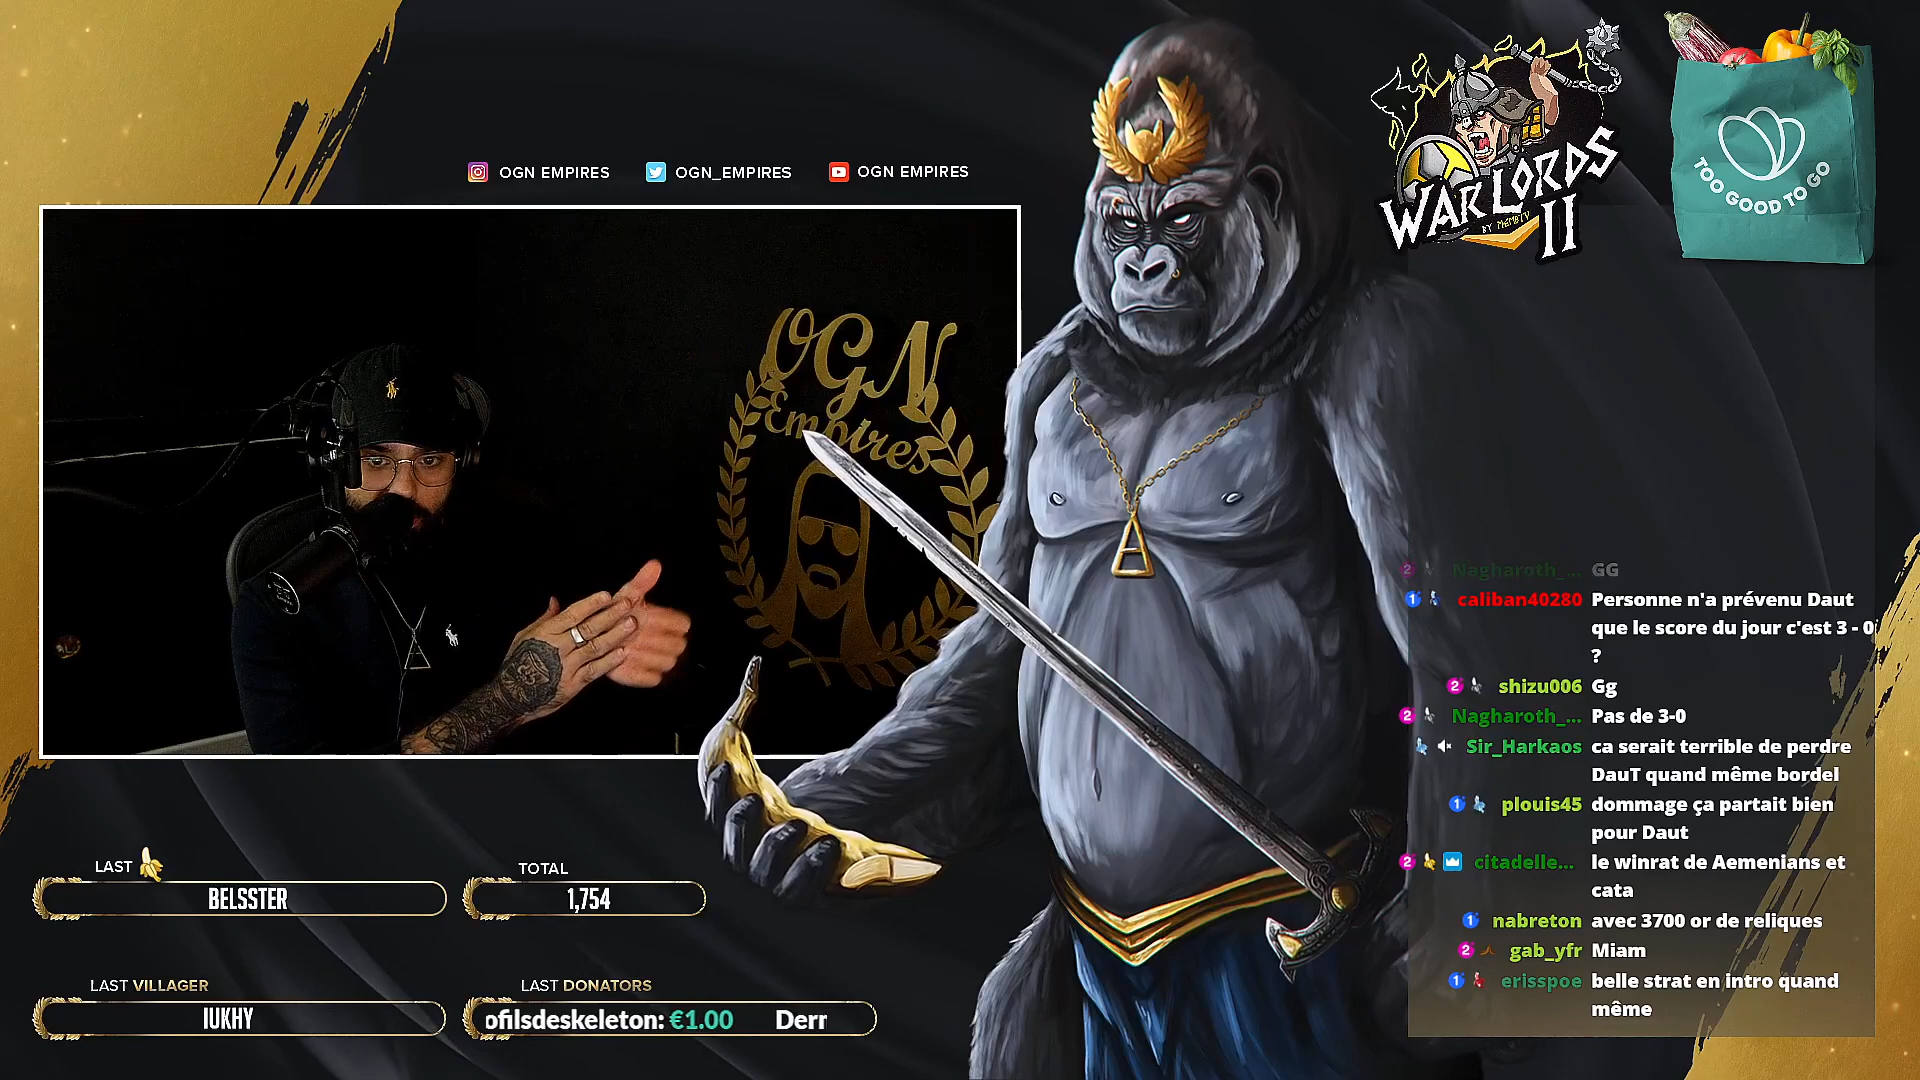 OGN EMPIRES
OGN_EMPIRES
OGN EMPIRES
WARLORDS
BY MEMBTV
II
TOO GOOD TO GO
OGN
Empires
Nagharoth_... GG
caliban40280 Personne n'a prévenu Daut
que le score du jour c'est 3 - 0
?
shizu006 Gg
Nagharoth_... Pas de 3-0
Sir_Harkaos ca serait terrible de perdre
DauT quand même bordel
plouis45 dommage ça partait bien
pour Daut
citadelle... le winrat de Aemenians et
cata
nabreton avec 3700 or de reliques
gab_yfr Miam
erisspoe belle strat en intro quand
même
LAST
BELSSTER
TOTAL
1,754
LAST VILLAGER
IUKHY
LAST DONATORS
ofilsdeskeleton: €1.00 Derr